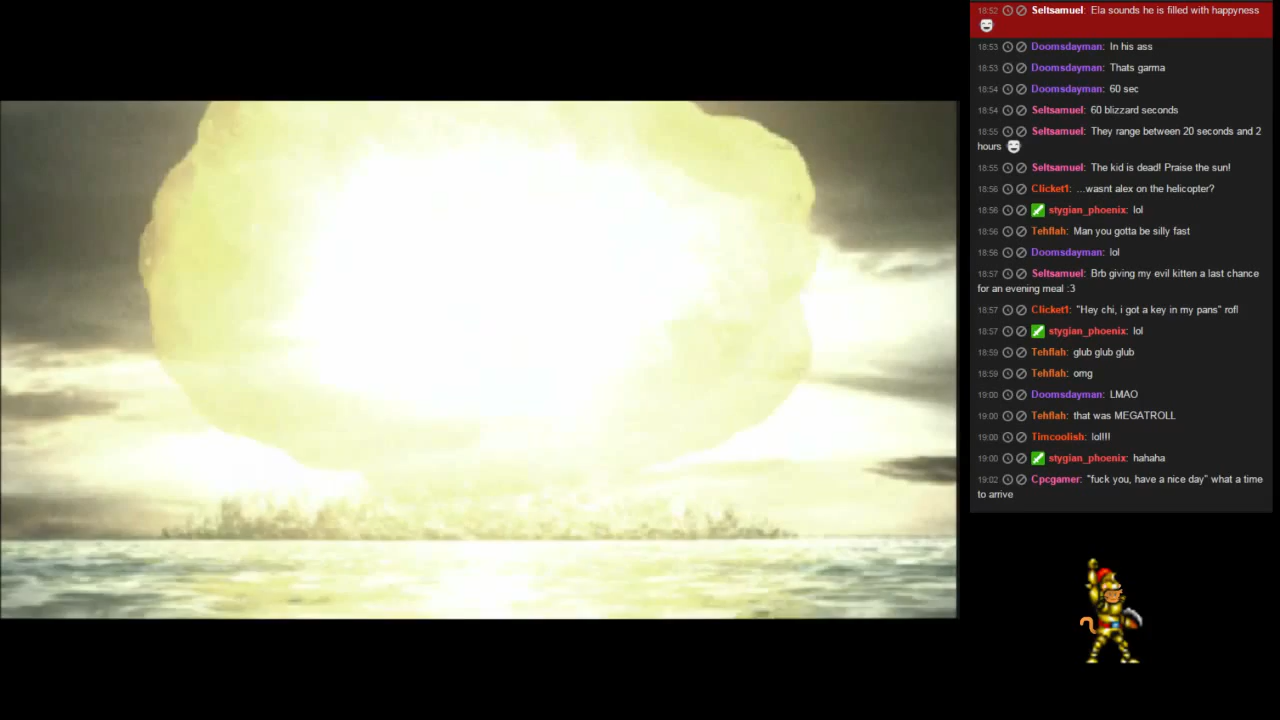 18:52 Seltsamuel: Ela sounds he is filled with happyness
18:53 Doomsdayman: In his ass
18:53 Doomsdayman: Thats garma
18:54 Doomsdayman: 60 sec
18:54 Seltsamuel: 60 blizzard seconds
18:55 Seltsamuel: They range between 20 seconds and 2
hours
18:55 Seltsamuel: The kid is dead! Praise the sun!
18:56 Clicket1: ...wasnt alex on the helicopter?
18:56 stygian_phoenix: lol
18:56 Tehflah: Man you gotta be silly fast
18:56 Doomsdayman: lol
18:57 Seltsamuel: Brb giving my evil kitten a last chance
for an evening meal :3
18:57 Clicket1: "Hey chi, i got a key in my pans" rofl
18:57 stygian_phoenix: lol
18:59 Tehflah: glub glub glub
18:59 Tehflah: omg
19:00 Doomsdayman: LMAO
19:00 Tehflah: that was MEGATROLL
19:00 Timcoolish: lol!!!
19:00 stygian_phoenix: hahaha
19:02 Cpcgamer: "fuck you, have a nice day" what a time
to arrive